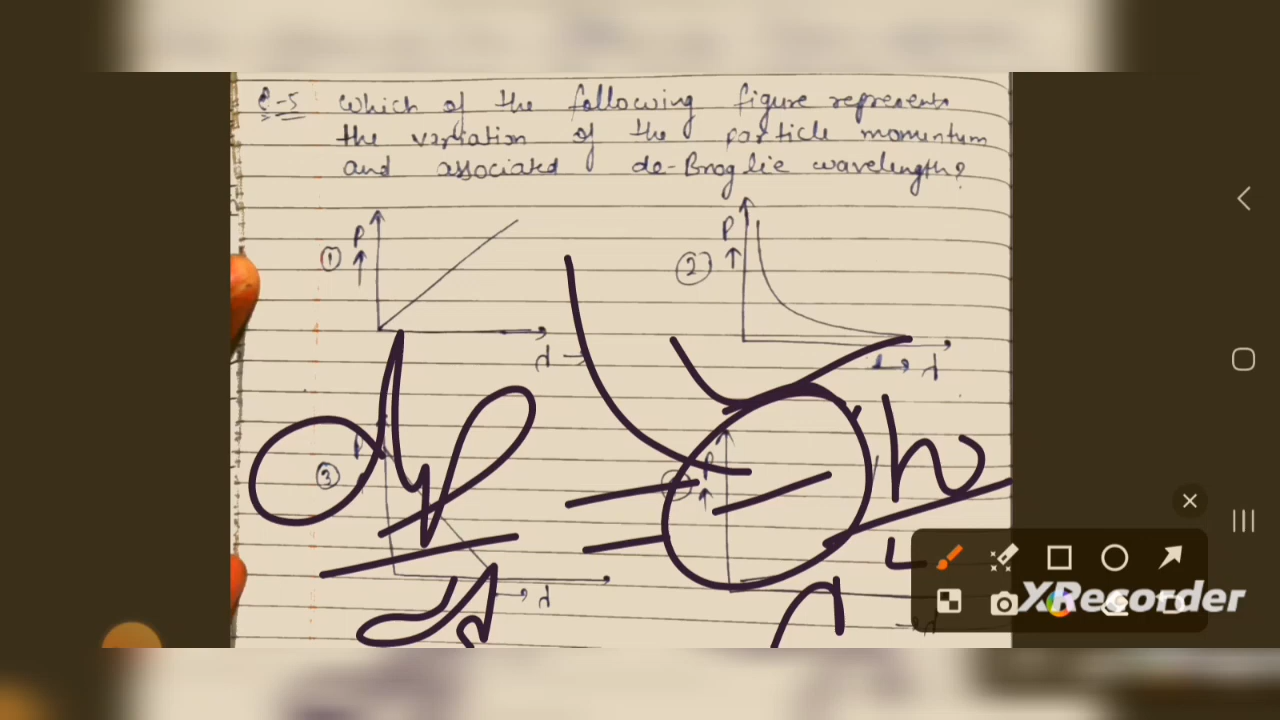 Q-5 Which of the following figure represents
the variation of the particle momentum
and associated de-Broglie wavelength?
① P ↑
② P ↑
λ →
→ λ
③ P
P ↑
→ λ
→ λ
XRecorder